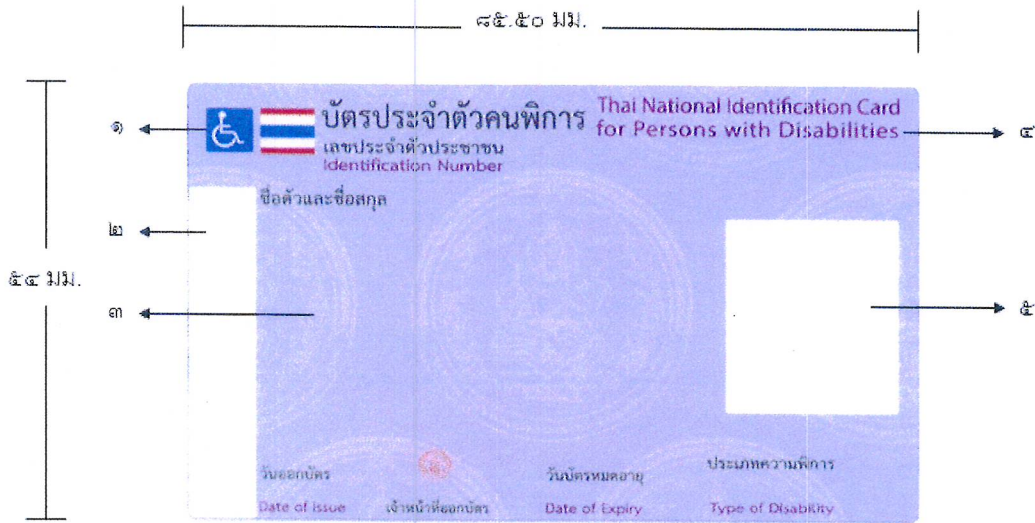 ๘๕.๕๐ มม.
๕๔ มม.
๑
๒
๓
๔
๕
บัตรประจำตัวคนพิการ
Thai National Identification Card
for Persons with Disabilities
เลขประจำตัวประชาชน
Identification Number
ชื่อตัวและชื่อสกุล
วันออกบัตร
Date of Issue
เจ้าหน้าที่ออกบัตร
วันบัตรหมดอายุ
Date of Expiry
ประเภทความพิการ
Type of Disability